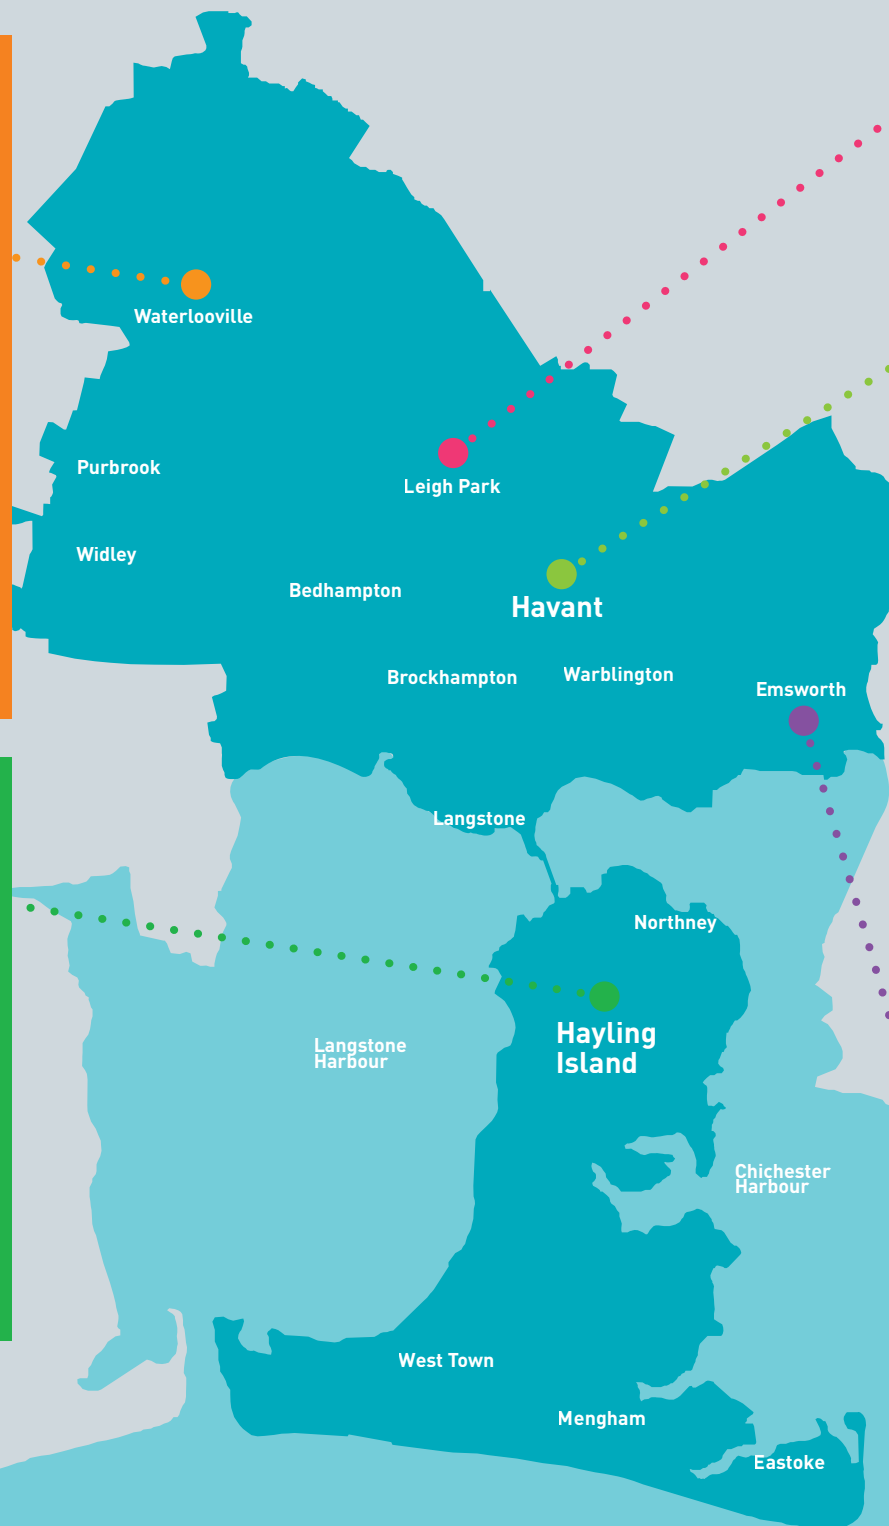 Waterlooville
Purbrook
Leigh Park
Widley
Bedhampton
Havant
Brockhampton
Warblington
Emsworth
Langstone
Northney
Hayling
Island
Langstone
Harbour
Chichester
Harbour
West Town
Mengham
Eastoke